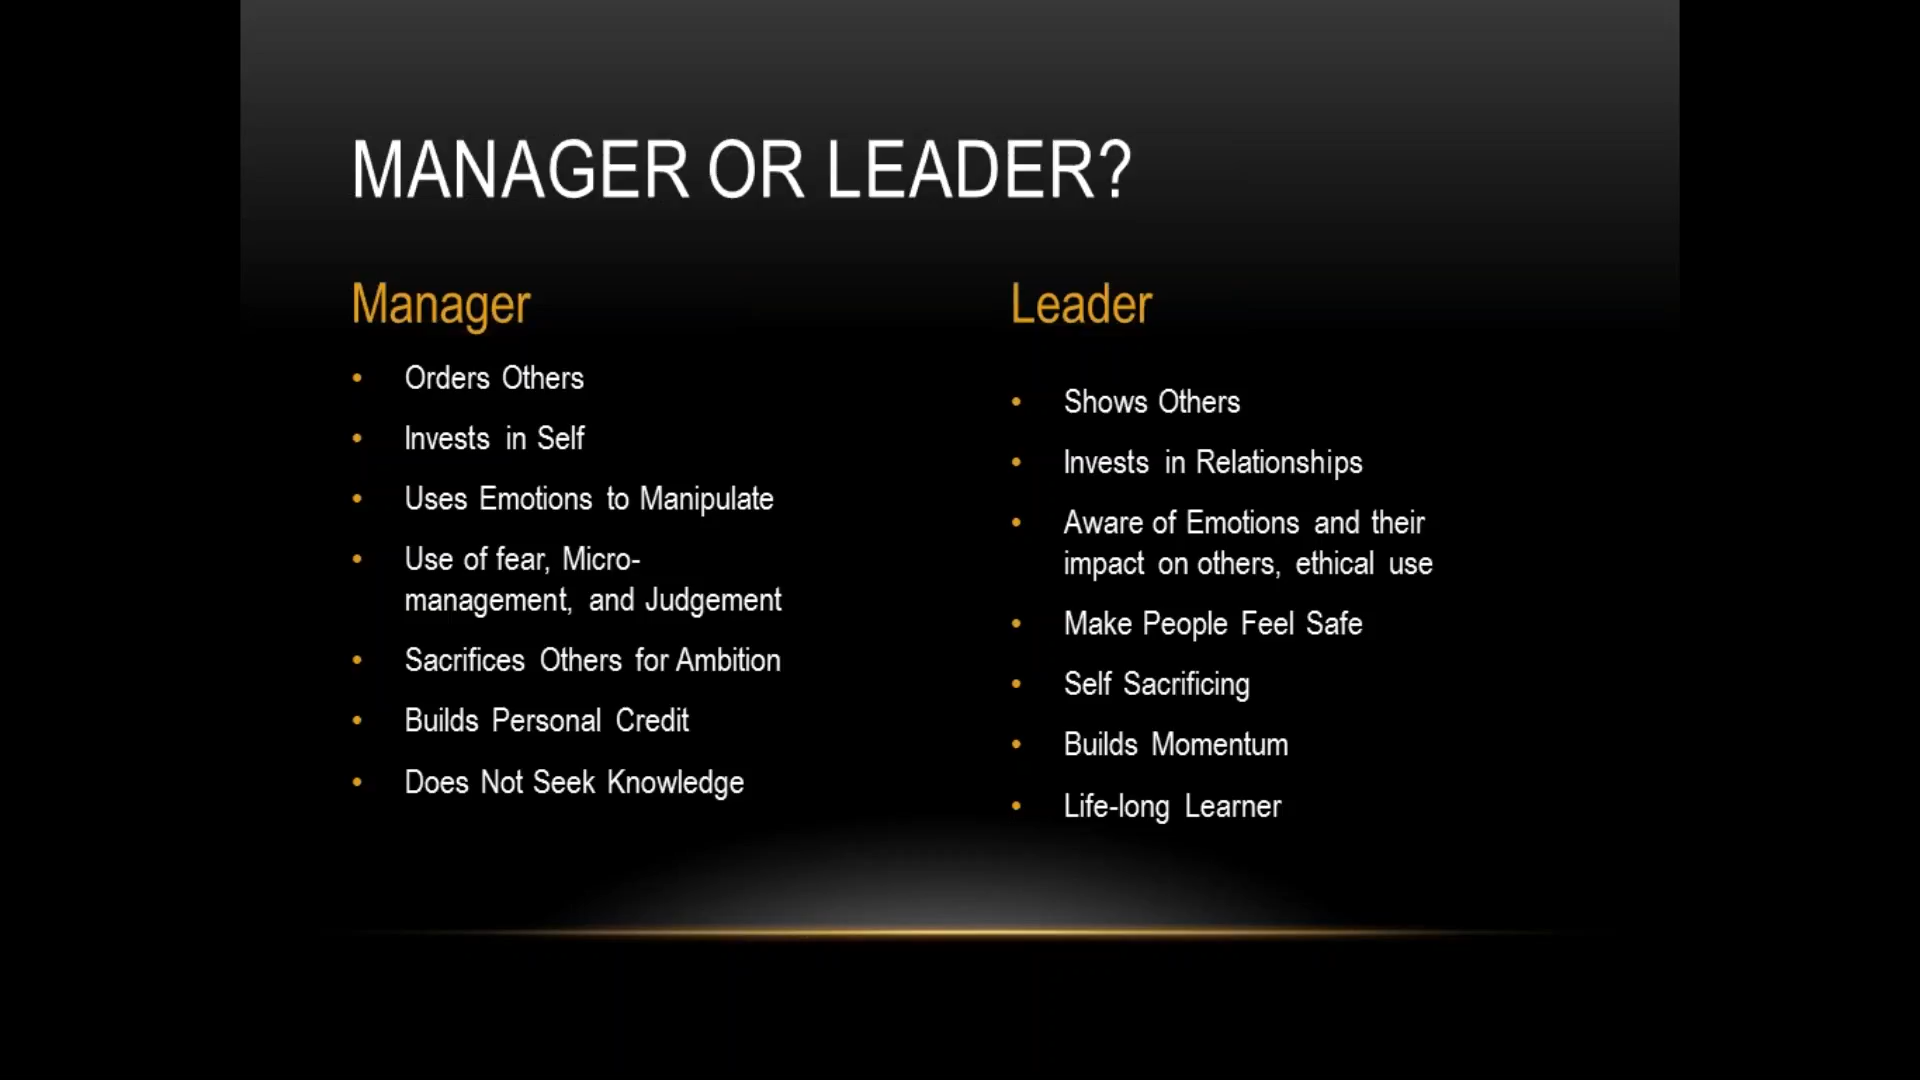 MANAGER OR LEADER?
Manager
• Orders Others
• Invests in Self
• Uses Emotions to Manipulate
• Use of fear, Micro-
management, and Judgement
• Sacrifices Others for Ambition
• Builds Personal Credit
• Does Not Seek Knowledge
Leader
• Shows Others
• Invests in Relationships
• Aware of Emotions and their
impact on others, ethical use
• Make People Feel Safe
• Self Sacrificing
• Builds Momentum
• Life-long Learner